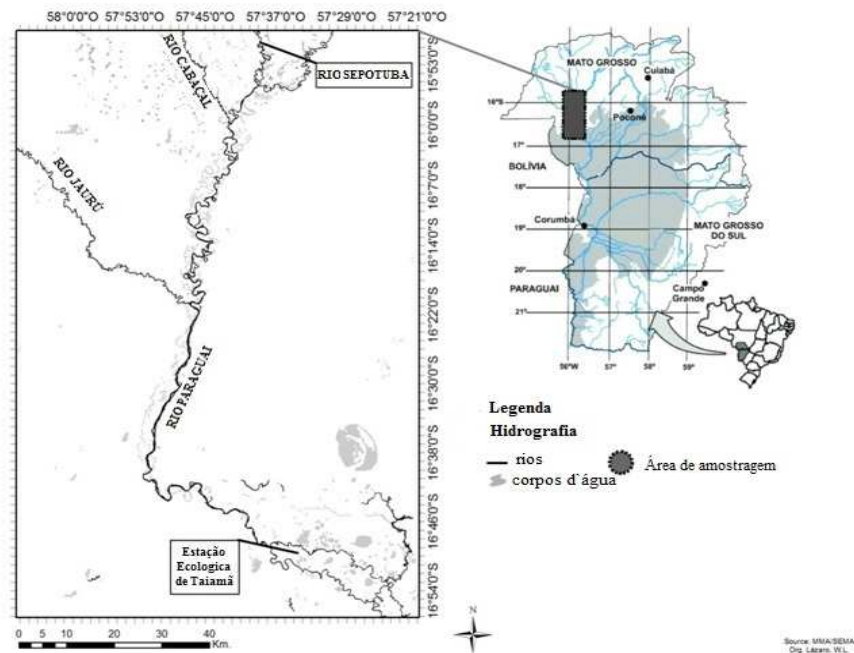 58°0'0"O 57°53'0"O 57°45'0"O 57°37'0"O 57°29'0"O 57°21'0"O
RIO CABAÇAL
RIO SEPOTUBA
RIO JAURÚ
RIO PARAGUAI
Estação
Ecologica
de Taiamã
15°53'0"S
16°0'0"S
16°7'0"S
16°14'0"S
16°22'0"S
16°30'0"S
16°38'0"S
16°46'0"S
16°54'0"S
0 5 10 20 30 40
Km.
N
MATO GROSSO
Cuiabá
16°S
Poconé
17°
BOLÍVIA
18°
Corumbá
19°
MATO GROSSO
DO SUL
20°
PARAGUAI
Campo
Grande
21°
56°W 57° 58° 59°
Legenda
Hidrografia
rios
corpos d`água
Área de amostragem
Source: MMA/SEMA
Org. Lázaro, W.L.